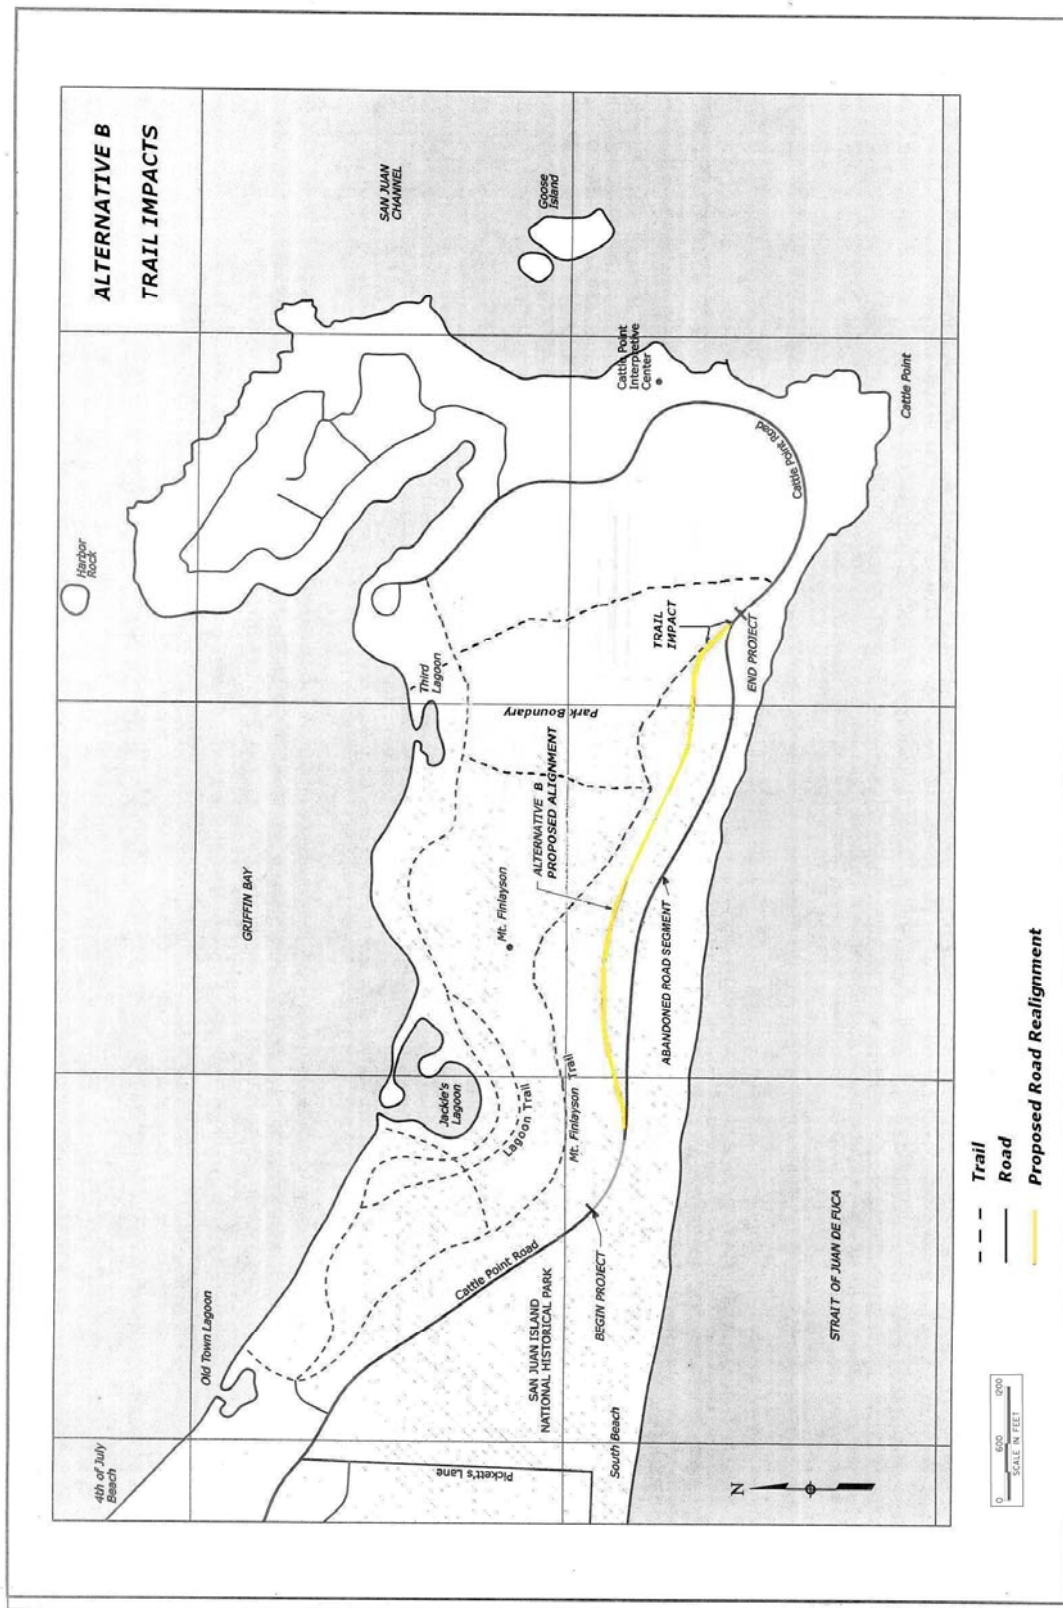 ALTERNATIVE B
TRAIL IMPACTS
Harbor
Rock
SAN JUAN
CHANNEL
Goose
Island
4th of July
Beach
Old Town Lagoon
GRIFFIN BAY
Third
Lagoon
Jackle's
Lagoon
Lagoon Trail
Mt. Finlayson
Mt. Finlayson Trail
Park Boundary
ALTERNATIVE B
PROPOSED ALIGNMENT
Cattle Point
Interpretive
Center
Cattle Point Road
Cattle Point
TRAIL
IMPACT
END PROJECT
Cattle Point Road
SAN JUAN ISLAND
NATIONAL HISTORICAL PARK
BEGIN PROJECT
ABANDONED ROAD SEGMENT
Pickett's Lane
South Beach
STRAIT OF JUAN DE FUCA
N
0 600 1200
SCALE IN FEET
Trail
Road
Proposed Road Realignment